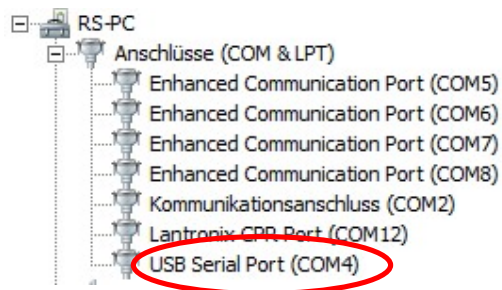 RS-PC
Anschlüsse (COM & LPT)
Enhanced Communication Port (COM5)
Enhanced Communication Port (COM6)
Enhanced Communication Port (COM7)
Enhanced Communication Port (COM8)
Kommunikationsanschluss (COM2)
Lantronix CPR Port (COM12)
USB Serial Port (COM4)